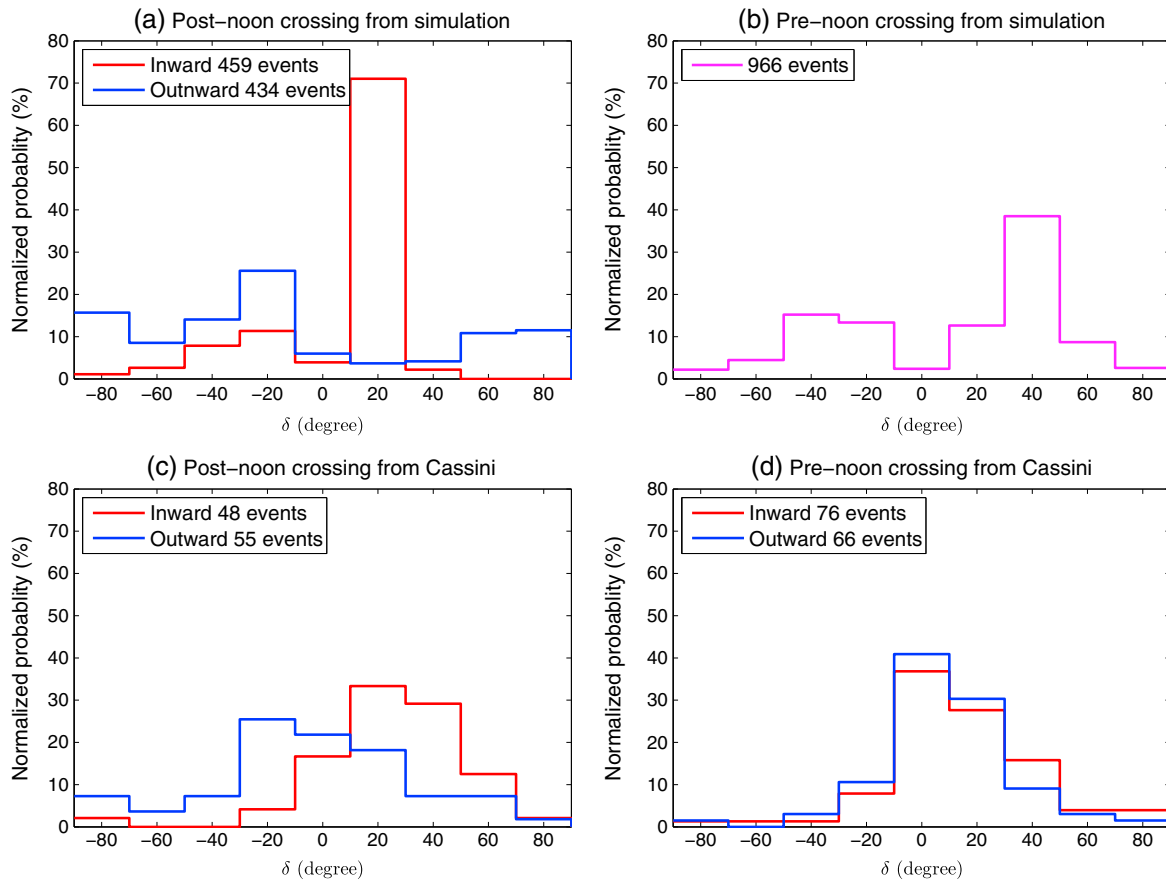 (a) Post-noon crossing from simulation
Normalized probablity (%)
80
70
60
50
40
30
20
10
0
Inward 459 events
Outnward 434 events
−80 −60 −40 −20 0 20 40 60 80
δ (degree)
(b) Pre-noon crossing from simulation
Normalized probablity (%)
80
70
60
50
40
30
20
10
0
966 events
−80 −60 −40 −20 0 20 40 60 80
δ (degree)
(c) Post-noon crossing from Cassini
Normalized probablity (%)
80
70
60
50
40
30
20
10
0
Inward 48 events
Outward 55 events
−80 −60 −40 −20 0 20 40 60 80
δ (degree)
(d) Pre-noon crossing from Cassini
Normalized probablity (%)
80
70
60
50
40
30
20
10
0
Inward 76 events
Outward 66 events
−80 −60 −40 −20 0 20 40 60 80
δ (degree)